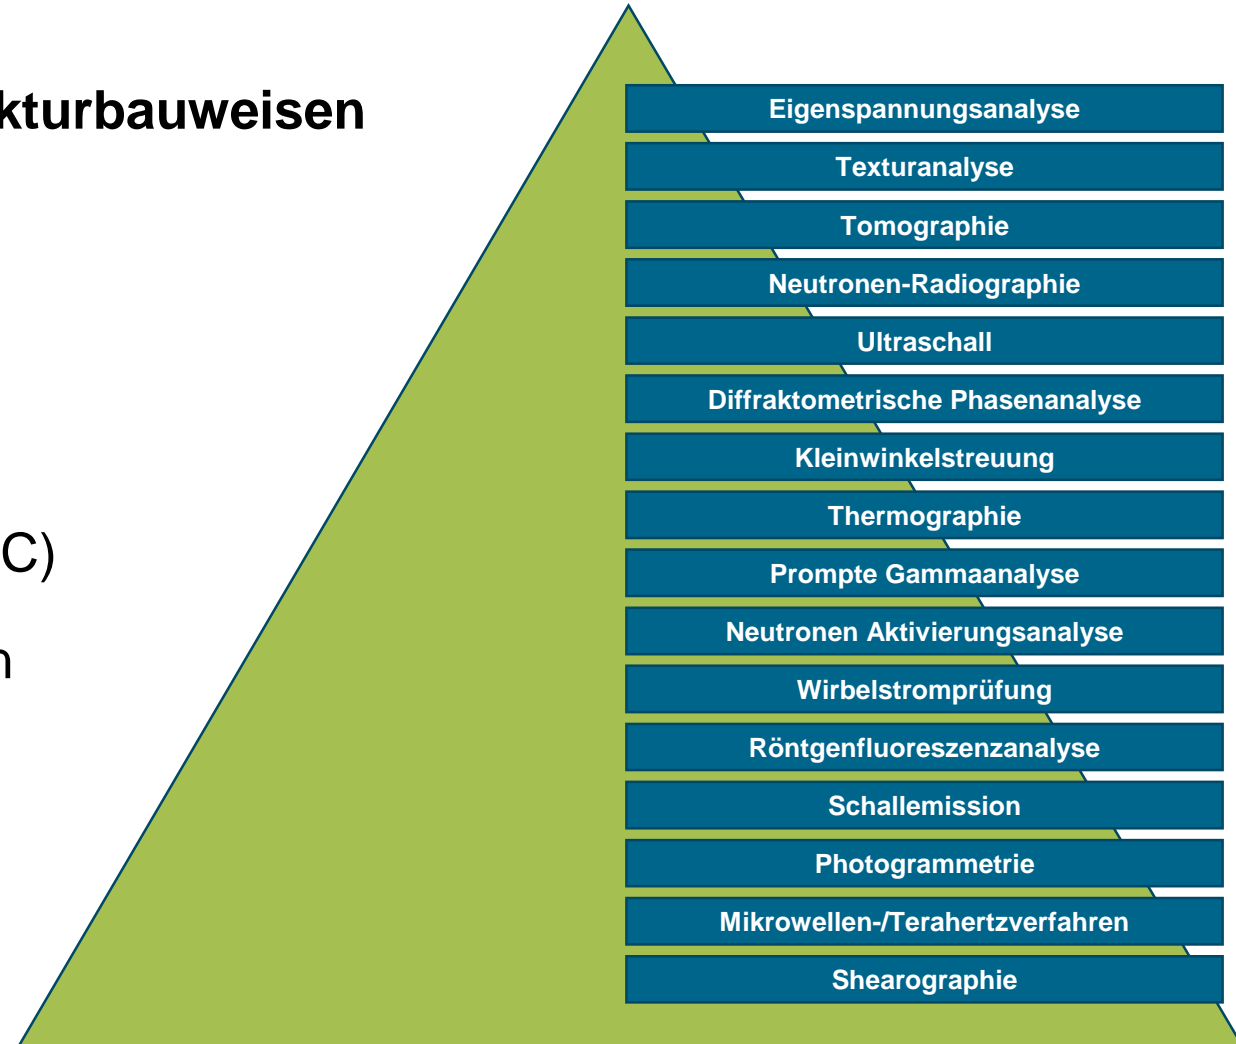 kturbauweisen
C)
n
Eigenspannungsanalyse
Texturanalyse
Tomographie
Neutronen-Radiographie
Ultraschall
Diffraktometrische Phasenanalyse
Kleinwinkelstreuung
Thermographie
Prompte Gammaanalyse
Neutronen Aktivierungsanalyse
Wirbelstromprüfung
Röntgenfluoreszenzanalyse
Schallemission
Photogrammetrie
Mikrowellen-/Terahertzverfahren
Shearographie